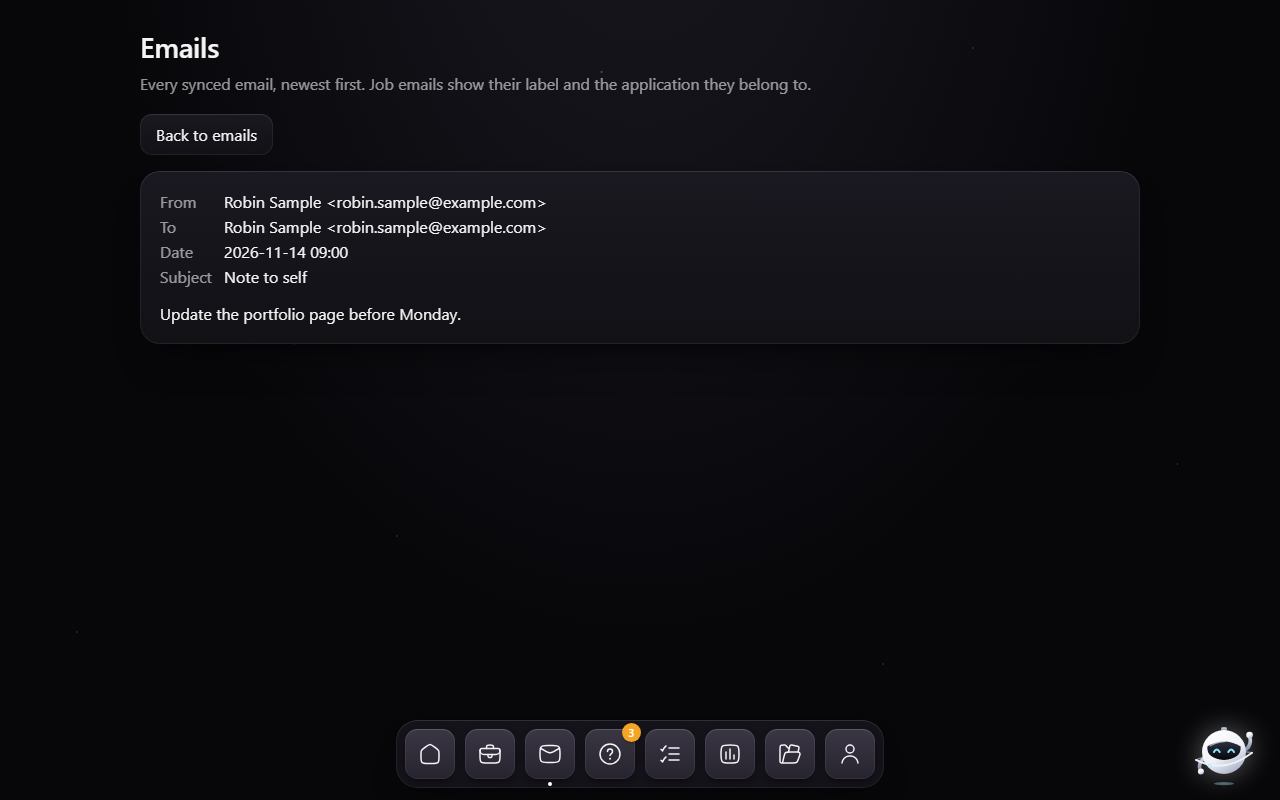 Emails
Every synced email, newest first. Job emails show their label and the application they belong to.
Back to emails
From Robin Sample <robin.sample@example.com>
To Robin Sample <robin.sample@example.com>
Date 2026-11-14 09:00
Subject Note to self
Update the portfolio page before Monday.
3